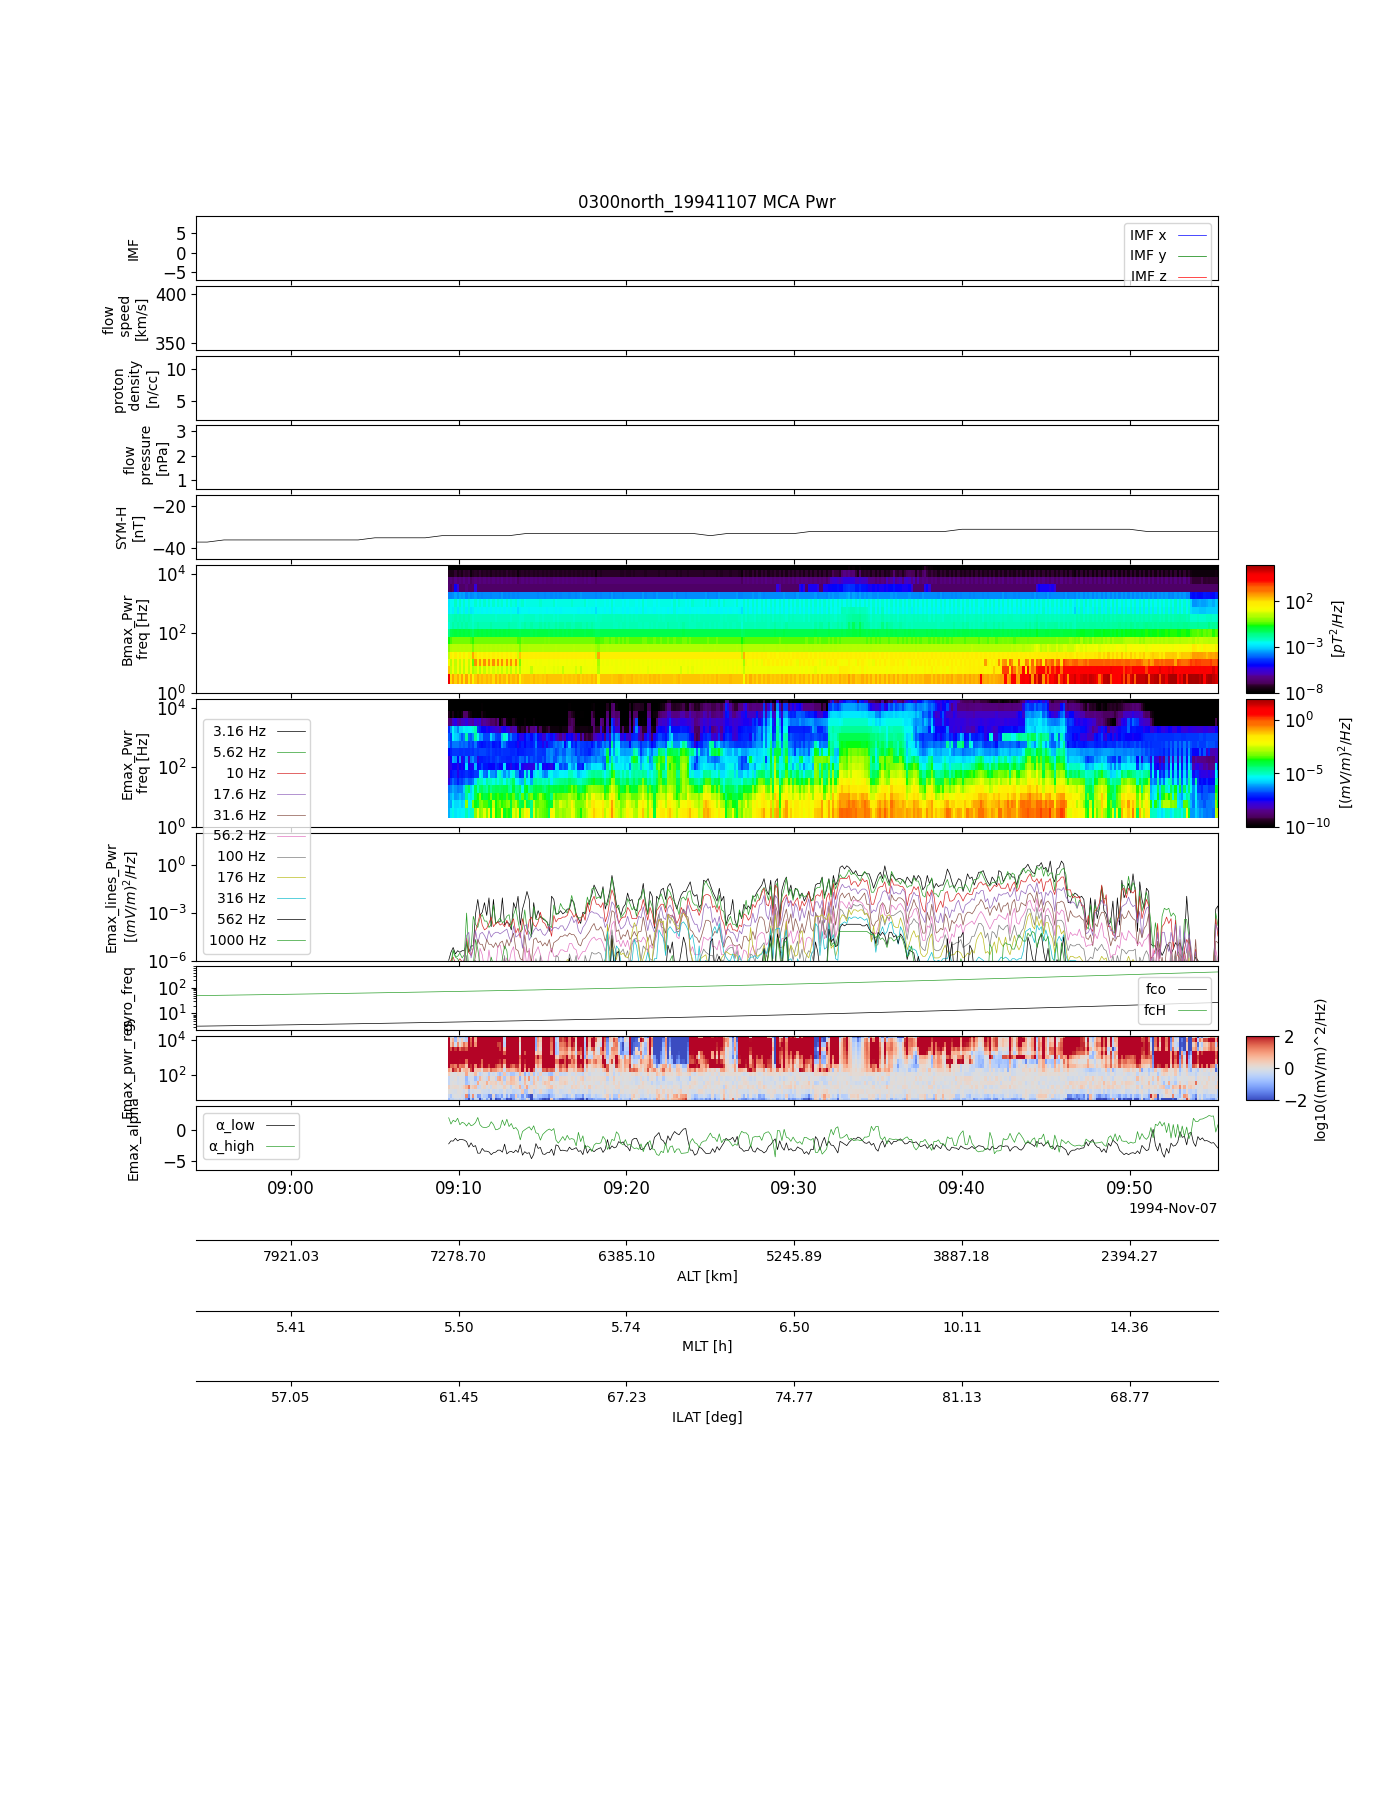 0300north_19941107 MCA Pwr
IMF
5
0
−5
IMF x
IMF y
IMF z
flow
speed
[km/s]
400
350
proton
density
[n/cc]
10
5
flow
pressure
[nPa]
3
2
1
SYM-H
[nT]
−20
−40
Bmax_Pwr
freq [Hz]
10^4
10^2
10^0
10^2
10^−3
10^−8
[pT^2/Hz]
Emax_Pwr
freq [Hz]
10^4
10^2
10^0
10^0
10^−5
10^−10
[(mV/m)^2/Hz]
3.16 Hz
5.62 Hz
10 Hz
17.6 Hz
31.6 Hz
56.2 Hz
100 Hz
176 Hz
316 Hz
562 Hz
1000 Hz
Emax_lines_Pwr
[(mV/m)^2/Hz]
10^0
10^−3
10^−6
gyro_freq
10^2
10^1
fco
fcH
Emax_pwr_res
10^4
10^2
2
0
−2
log10((mV/m)^2/Hz)
Emax_alpha
0
−5
α_low
α_high
09:00 09:10 09:20 09:30 09:40 09:50
1994-Nov-07
7921.03 7278.70 6385.10 5245.89 3887.18 2394.27
ALT [km]
5.41 5.50 5.74 6.50 10.11 14.36
MLT [h]
57.05 61.45 67.23 74.77 81.13 68.77
ILAT [deg]